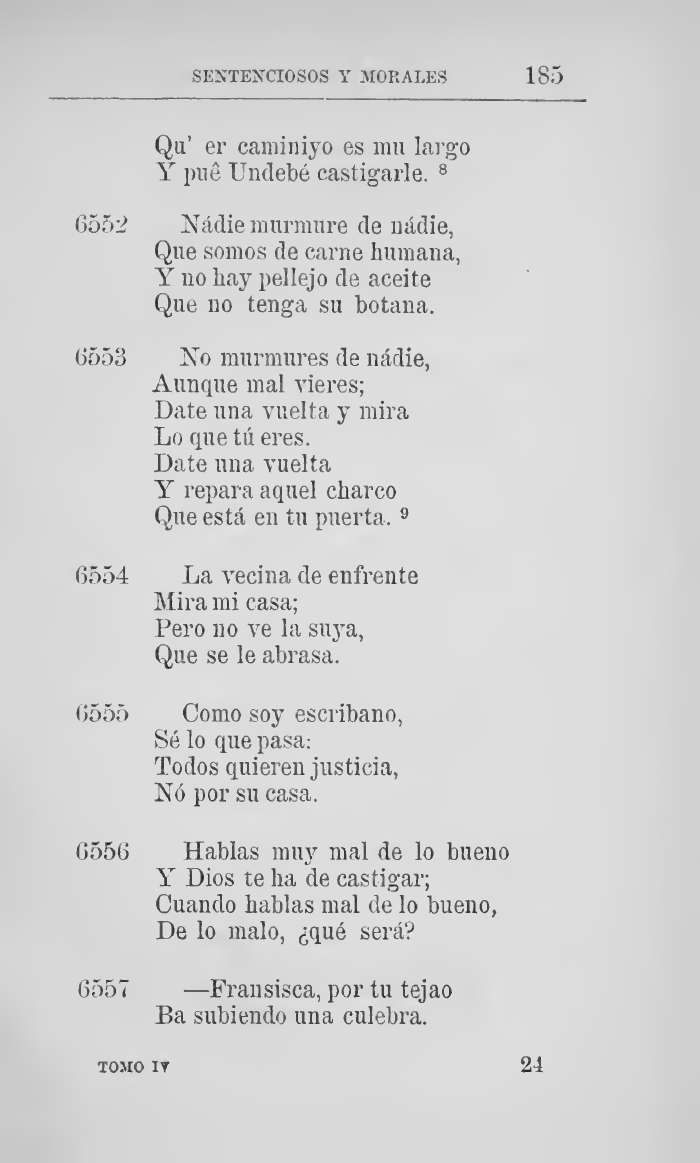 SENTENCIOSOS Y MORALES 185
Qu' er caminiyo es mu largo
Y puê Undebé castigarle. ⁸
6552 Nádie murmure de nádie,
Que somos de carne humana,
Y no hay pellejo de aceite
Que no tenga su botana.
6553 No murmures de nádie,
Aunque mal vieres;
Date una vuelta y mira
Lo que tú eres.
Date una vuelta
Y repara aquel charco
Que está en tu puerta. ⁹
6554 La vecina de enfrente
Mira mi casa;
Pero no ve la suya,
Que se le abrasa.
6555 Como soy escribano,
Sé lo que pasa:
Todos quieren justicia,
Nó por su casa.
6556 Hablas muy mal de lo bueno
Y Dios te ha de castigar;
Cuando hablas mal de lo bueno,
De lo malo, ¿qué será?
6557 —Fransisca, por tu tejao
Ba subiendo una culebra.
TOMO IV 24